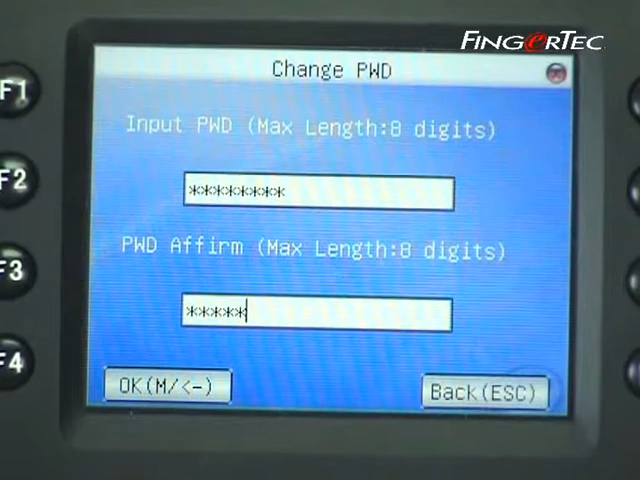 FINGERTEC
Change PWD
F1
Input PWD (Max Length:8 digits)
F2
********
PWD Affirm (Max Length:8 digits)
F3
*****
F4
OK(M/<-)
Back(ESC)